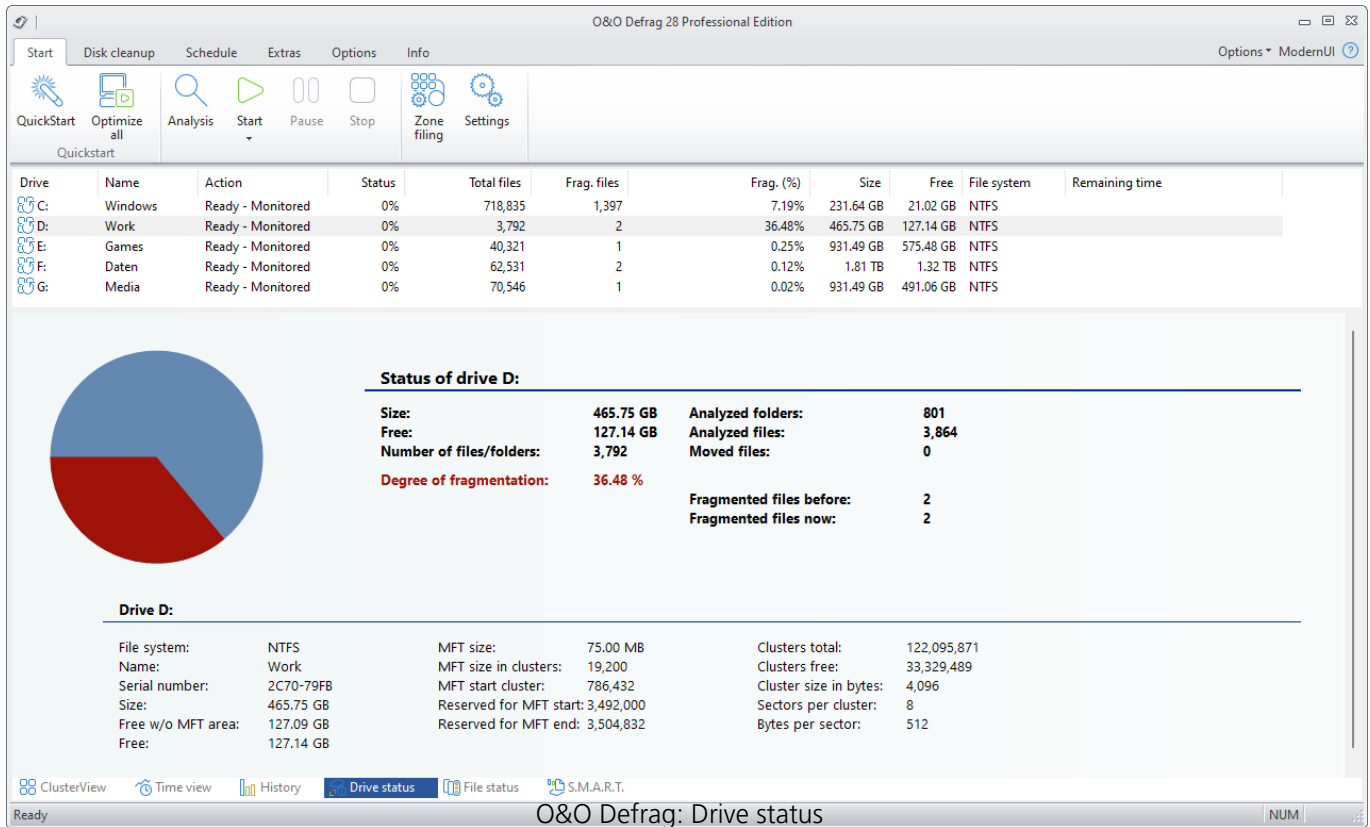 O&O Defrag 28 Professional Edition
Start Disk cleanup Schedule Extras Options Info Options ModernUI ?
QuickStart Optimize all Analysis Start Pause Stop Zone filing Settings
Quickstart
Drive Name Action Status Total files Frag. files Frag. (%) Size Free File system Remaining time
C: Windows Ready - Monitored 0% 718,835 1,397 7.19% 231.64 GB 21.02 GB NTFS
D: Work Ready - Monitored 0% 3,792 2 36.48% 465.75 GB 127.14 GB NTFS
E: Games Ready - Monitored 0% 40,321 1 0.25% 931.49 GB 575.48 GB NTFS
F: Daten Ready - Monitored 0% 62,531 2 0.12% 1.81 TB 1.32 TB NTFS
G: Media Ready - Monitored 0% 70,546 1 0.02% 931.49 GB 491.06 GB NTFS
Status of drive D:
Size: 465.75 GB Analyzed folders: 801
Free: 127.14 GB Analyzed files: 3,864
Number of files/folders: 3,792 Moved files: 0
Degree of fragmentation: 36.48 %
Fragmented files before: 2
Fragmented files now: 2
Drive D:
File system: NTFS MFT size: 75.00 MB Clusters total: 122,095,871
Name: Work MFT size in clusters: 19,200 Clusters free: 33,329,489
Serial number: 2C70-79FB MFT start cluster: 786,432 Cluster size in bytes: 4,096
Size: 465.75 GB Reserved for MFT start: 3,492,000 Sectors per cluster: 8
Free w/o MFT area: 127.09 GB Reserved for MFT end: 3,504,832 Bytes per sector: 512
Free: 127.14 GB
ClusterView Time view History Drive status File status S.M.A.R.T.
Ready O&O Defrag: Drive status NUM